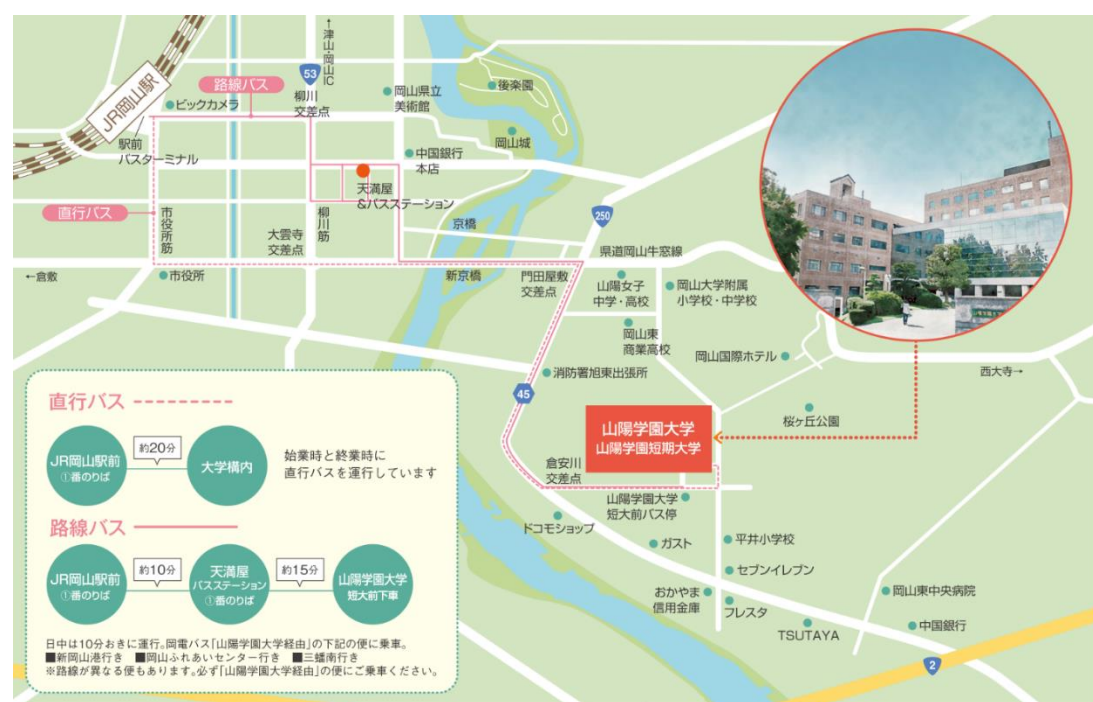 JR岡山駅
駅前
バスターミナル
ビックカメラ
路線バス
↑津山・岡山IC
53
柳川
交差点
岡山県立
美術館
後楽園
岡山城
中国銀行
本店
天満屋
&バスステーション
直行バス
市役所筋
柳川筋
大雲寺
交差点
京橋
250
←倉敷
市役所
新京橋
門田屋敷
交差点
県道岡山牛窓線
山陽女子
中学・高校
岡山大学附属
小学校・中学校
岡山東
商業高校
岡山国際ホテル
西大寺→
消防署旭東出張所
45
桜ヶ丘公園
山陽学園大学
山陽学園短期大学
倉安川
交差点
山陽学園大学
短大前バス停
ドコモショップ
ガスト
平井小学校
セブンイレブン
おかやま
信用金庫
フレスタ
TSUTAYA
岡山東中央病院
中国銀行
2
直行バス
JR岡山駅前
①番のりば
約20分
大学構内
始業時と終業時に
直行バスを運行しています
路線バス
JR岡山駅前
①番のりば
約10分
天満屋
バスステーション
①番のりば
約15分
山陽学園大学
短大前下車
日中は10分おきに運行。岡電バス「山陽学園大学経由」の下記の便に乗車。
■新岡山港行き ■岡山ふれあいセンター行き ■三蟠南行き
※路線が異なる便もあります。必ず「山陽学園大学経由」の便にご乗車ください。